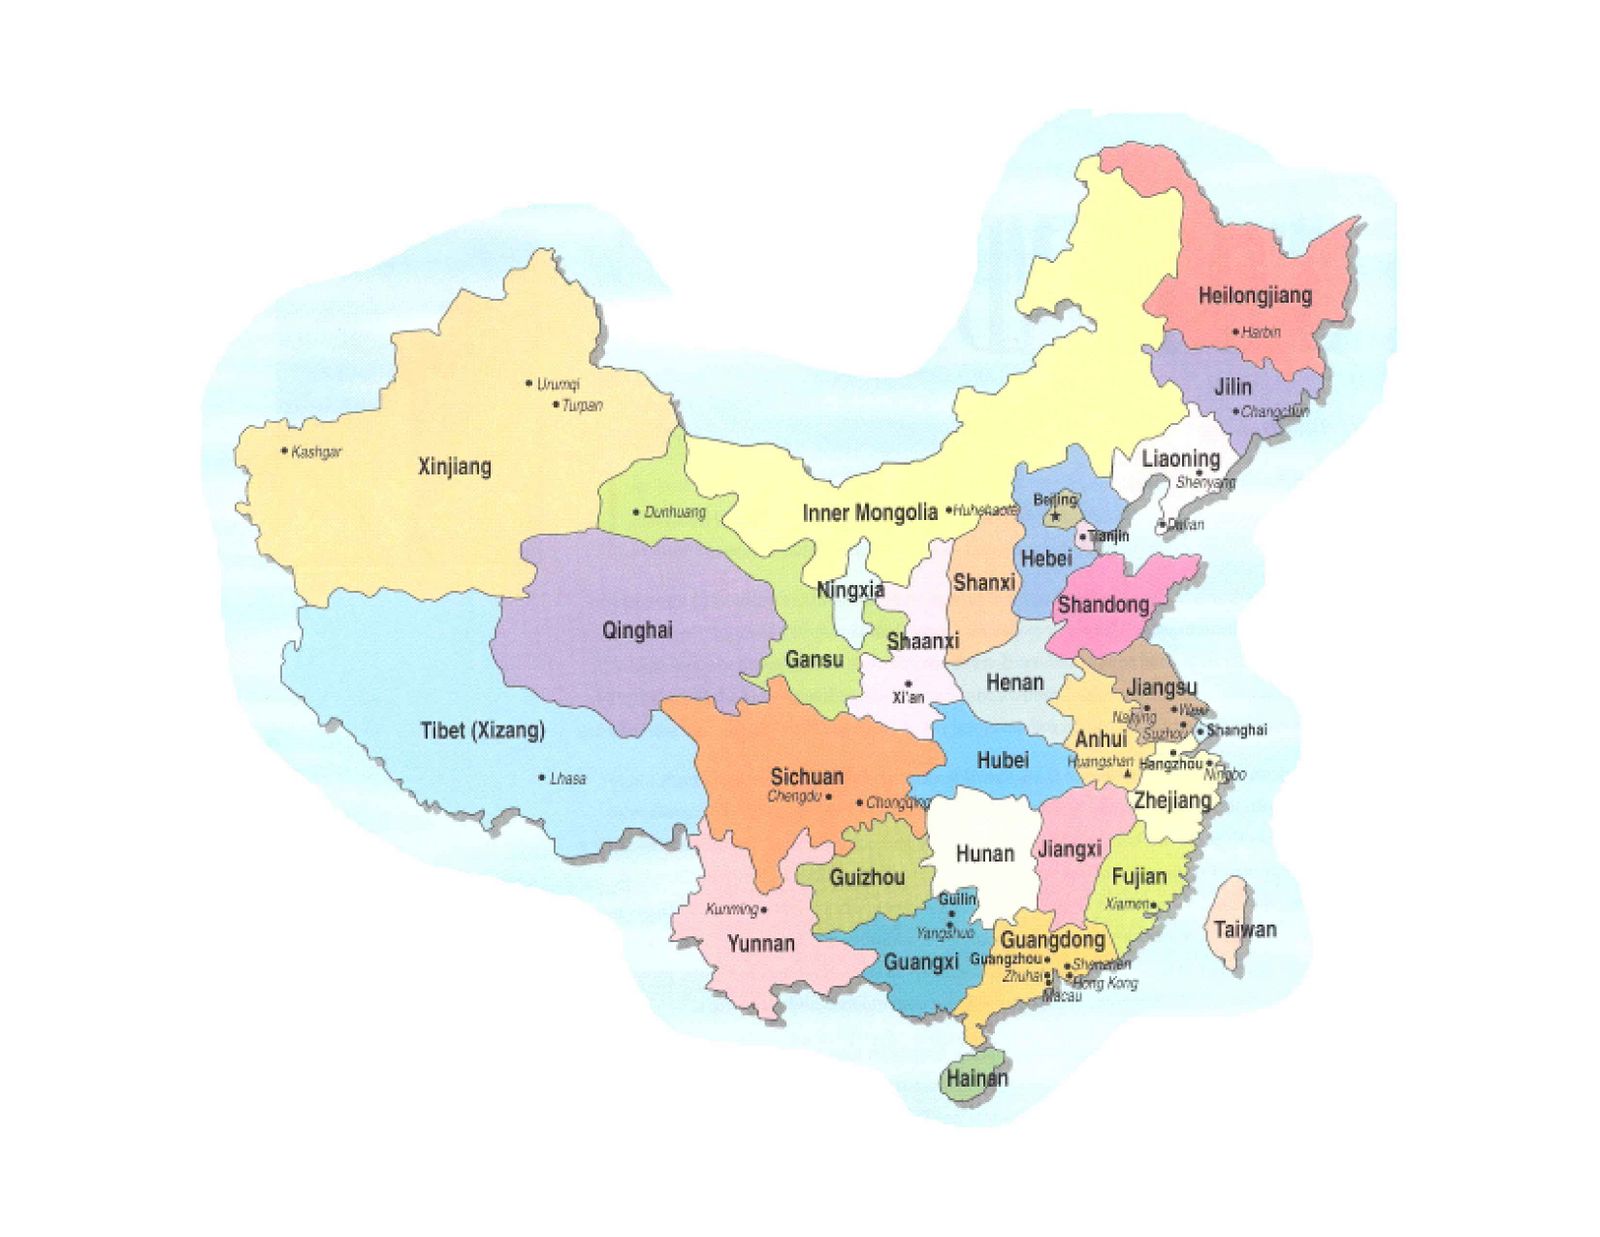 Heilongjiang
Harbin
Jilin
Changchun
Urumqi
Turpan
Kashgar
Xinjiang
Liaoning
Shenyang
Dunhuang
Inner Mongolia
Huhehaote
Beijing
Dalian
Tianjin
Hebei
Ningxia
Shanxi
Shandong
Qinghai
Gansu
Shaanxi
Xi'an
Henan
Jiangsu
Nanjing
Wuxi
Suzhou
Shanghai
Tibet (Xizang)
Lhasa
Anhui
Huangshan
Hangzhou
Ningbo
Hubei
Sichuan
Chengdu
Chongqing
Zhejiang
Hunan
Jiangxi
Guizhou
Fujian
Xiamen
Kunming
Yunnan
Guilin
Yangshuo
Guangxi
Guangdong
Guangzhou
Shenzhen
Zhuhai
Hong Kong
Macau
Taiwan
Hainan